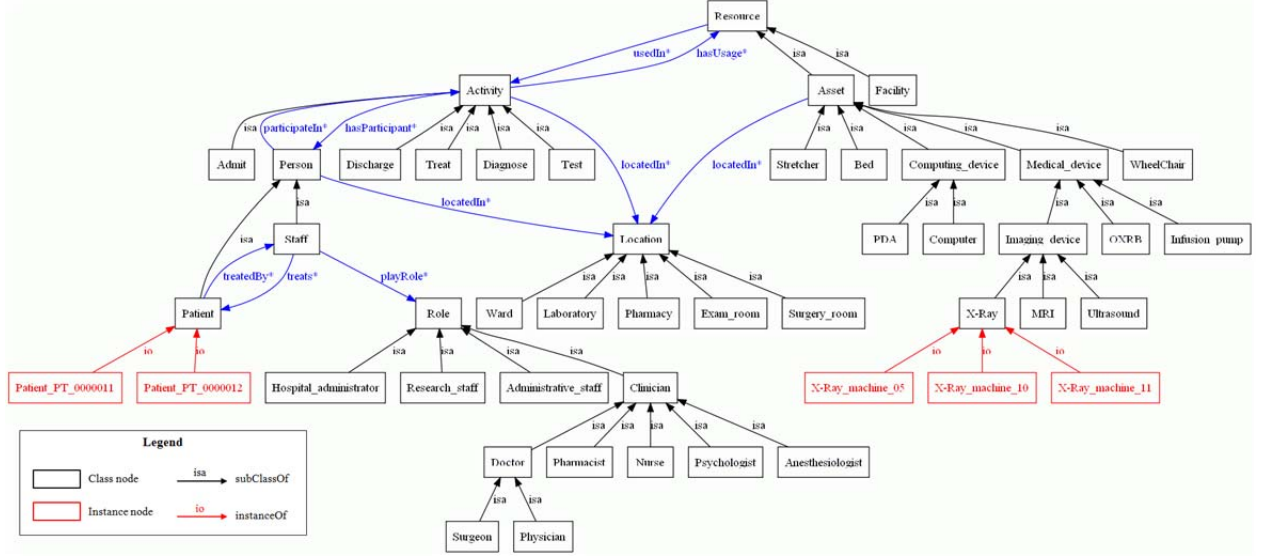 Resource
usedIn*
hasUsage*
isa
isa
Activity
Asset
Facility
isa
participateIn*
hasParticipant*
isa
isa
isa
isa
isa
isa
isa
isa
isa
Admit
Person
Discharge
Treat
Diagnose
Test
locatedIn*
locatedIn*
Stretcher
Bed
Computing_device
Medical_device
WheelChair
locatedIn*
isa
isa
isa
isa
isa
isa
isa
Staff
Location
PDA
Computer
Imaging_device
OXRB
Infusion_pump
treatedBy*
treats*
playRole*
isa
isa
isa
isa
isa
isa
isa
isa
Patient
Role
Ward
Laboratory
Pharmacy
Exam_room
Surgery_room
X-Ray
MRI
Ultrasound
io
io
isa
isa
isa
isa
io
io
io
Patient_PT_0000011
Patient_PT_0000012
Hospital_administrator
Research_staff
Administrative_staff
Clinician
X-Ray_machine_05
X-Ray_machine_10
X-Ray_machine_11
isa
isa
isa
isa
isa
Legend
Doctor
Pharmacist
Nurse
Psychologist
Anesthesiologist
Class node
isa
subClassOf
isa
isa
Instance node
io
instanceOf
Surgeon
Physician